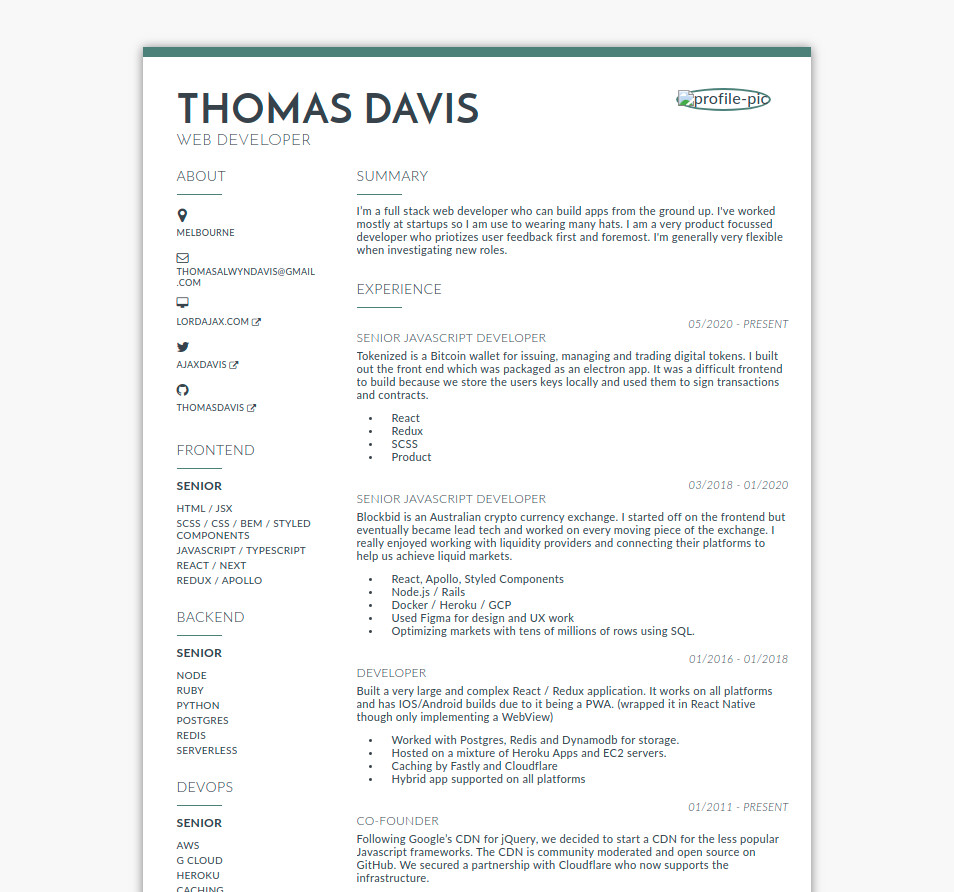 THOMAS DAVIS
profile-pic
WEB DEVELOPER
ABOUT
MELBOURNE
THOMASALWYNDAVIS@GMAIL
.COM
LORDAJAX.COM
AJAXDAVIS
THOMASDAVIS
FRONTEND
SENIOR
HTML / JSX
SCSS / CSS / BEM / STYLED
COMPONENTS
JAVASCRIPT / TYPESCRIPT
REACT / NEXT
REDUX / APOLLO
BACKEND
SENIOR
NODE
RUBY
PYTHON
POSTGRES
REDIS
SERVERLESS
DEVOPS
SENIOR
AWS
G CLOUD
HEROKU
CACHING
SUMMARY
I'm a full stack web developer who can build apps from the ground up. I've worked
mostly at startups so I am use to wearing many hats. I am a very product focussed
developer who priotizes user feedback first and foremost. I'm generally very flexible
when investigating new roles.
EXPERIENCE
05/2020 - PRESENT
SENIOR JAVASCRIPT DEVELOPER
Tokenized is a Bitcoin wallet for issuing, managing and trading digital tokens. I built
out the front end which was packaged as an electron app. It was a difficult frontend
to build because we store the users keys locally and used them to sign transactions
and contracts.
• React
• Redux
• SCSS
• Product
03/2018 - 01/2020
SENIOR JAVASCRIPT DEVELOPER
Blockbid is an Australian crypto currency exchange. I started off on the frontend but
eventually became lead tech and worked on every moving piece of the exchange. I
really enjoyed working with liquidity providers and connecting their platforms to
help us achieve liquid markets.
• React, Apollo, Styled Components
• Node.js / Rails
• Docker / Heroku / GCP
• Used Figma for design and UX work
• Optimizing markets with tens of millions of rows using SQL.
01/2016 - 01/2018
DEVELOPER
Built a very large and complex React / Redux application. It works on all platforms
and has IOS/Android builds due to it being a PWA. (wrapped it in React Native
though only implementing a WebView)
• Worked with Postgres, Redis and Dynamodb for storage.
• Hosted on a mixture of Heroku Apps and EC2 servers.
• Caching by Fastly and Cloudflare
• Hybrid app supported on all platforms
01/2011 - PRESENT
CO-FOUNDER
Following Google's CDN for jQuery, we decided to start a CDN for the less popular
Javascript frameworks. The CDN is community moderated and open source on
GitHub. We secured a partnership with Cloudflare who now supports the
infrastructure.